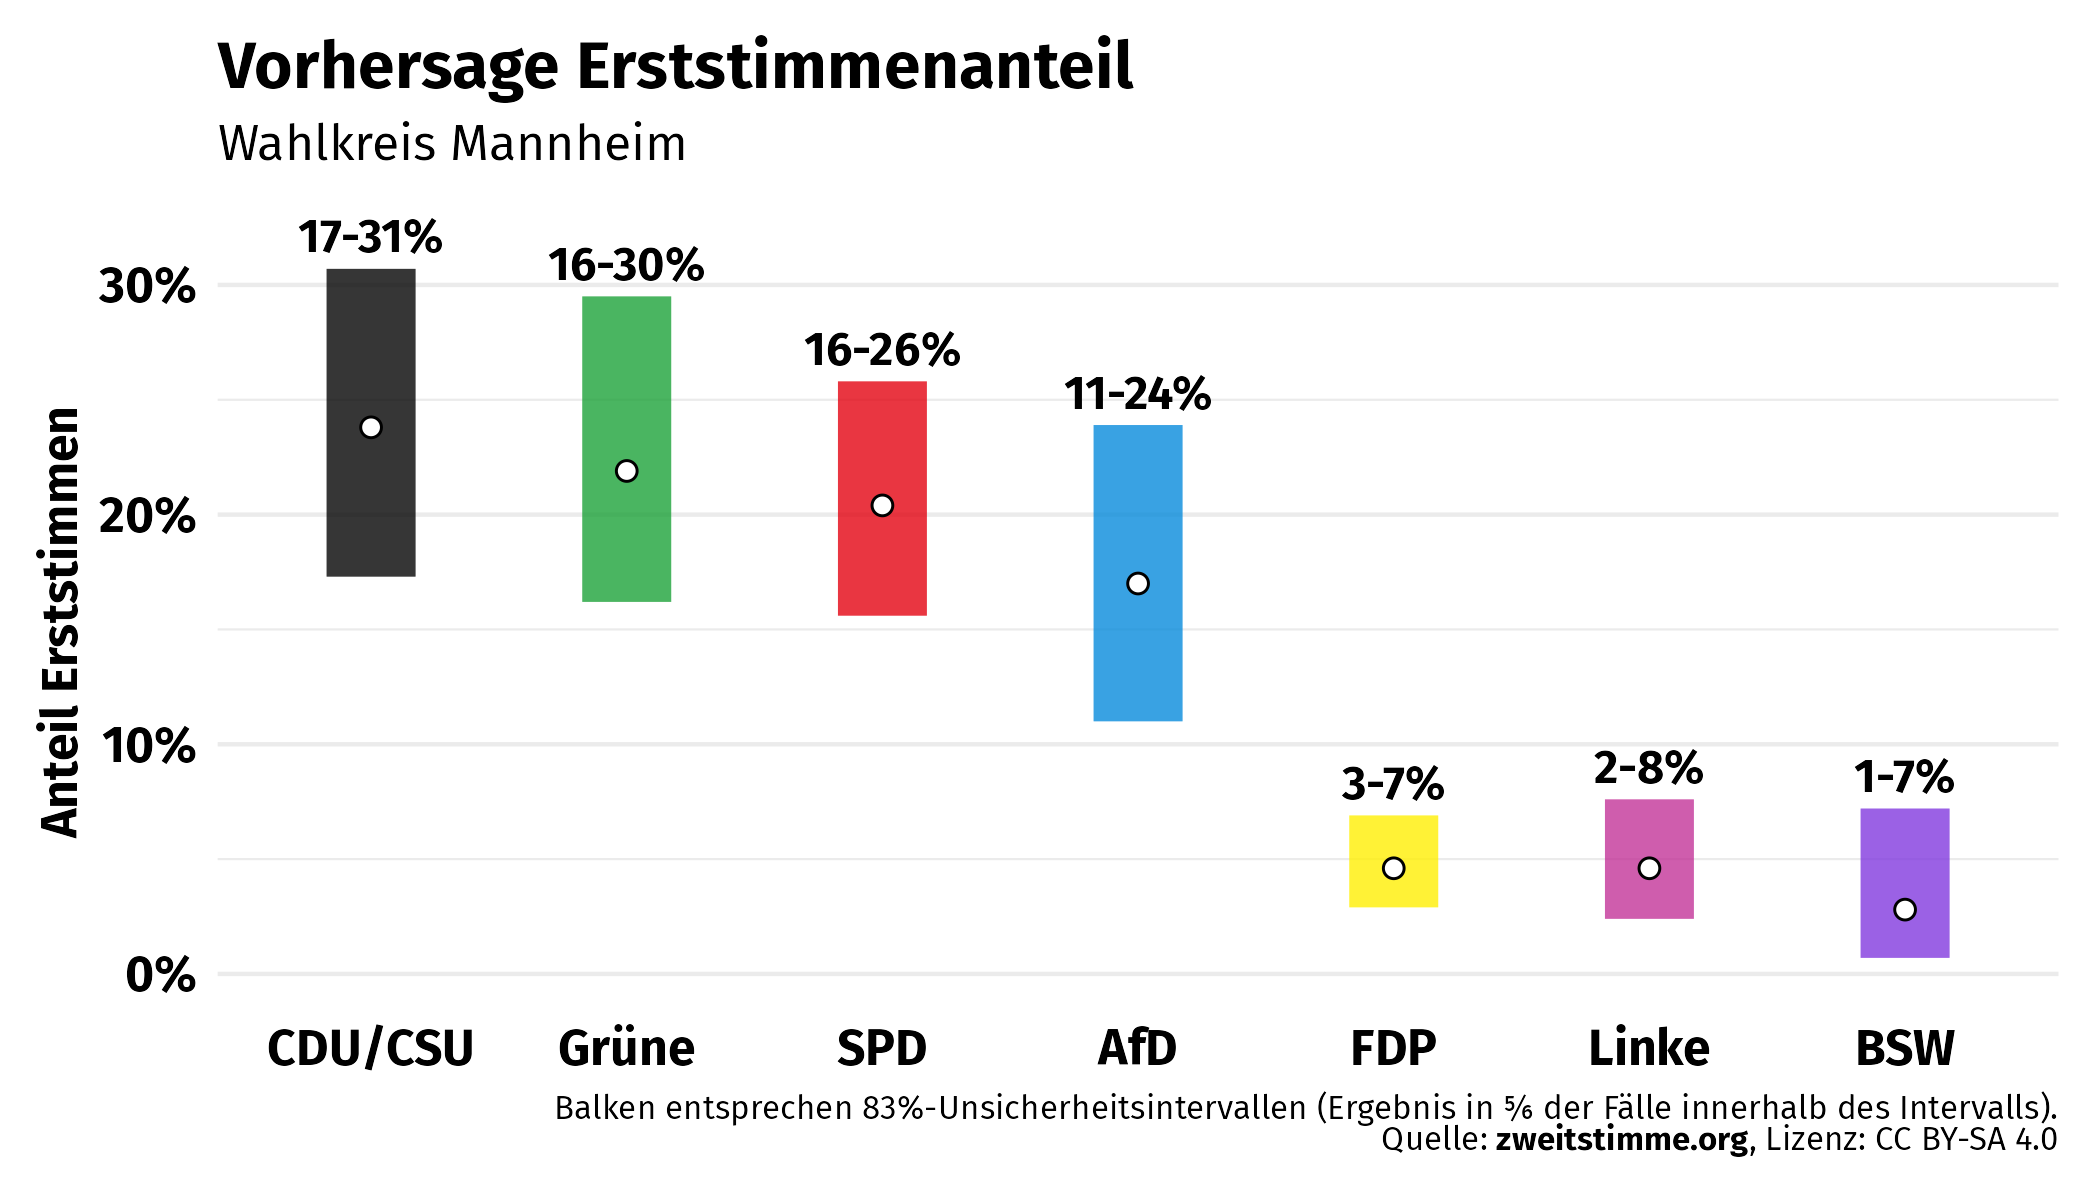 Vorhersage Erststimmenanteil
Wahlkreis Mannheim
Anteil Erststimmen
30%
20%
10%
0%
17-31%
16-30%
16-26%
11-24%
3-7%
2-8%
1-7%
CDU/CSU
Grüne
SPD
AfD
FDP
Linke
BSW
Balken entsprechen 83%-Unsicherheitsintervallen (Ergebnis in ⅚ der Fälle innerhalb des Intervalls).
Quelle: zweitstimme.org, Lizenz: CC BY-SA 4.0